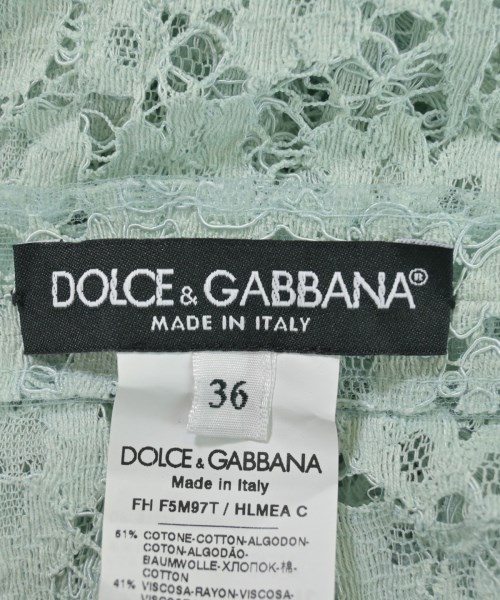 DOLCE & GABBANA®
MADE IN ITALY
36
DOLCE & GABBANA
Made in Italy
FH F5M97T / HLMEA C
51% COTONE-COTTON-ALGODON-
COTON-ALGODÃO-
BAUMWOLLE-ХЛОПОК-棉-
COTTON
41% VISCOSA-RAYON-VISCOSA-